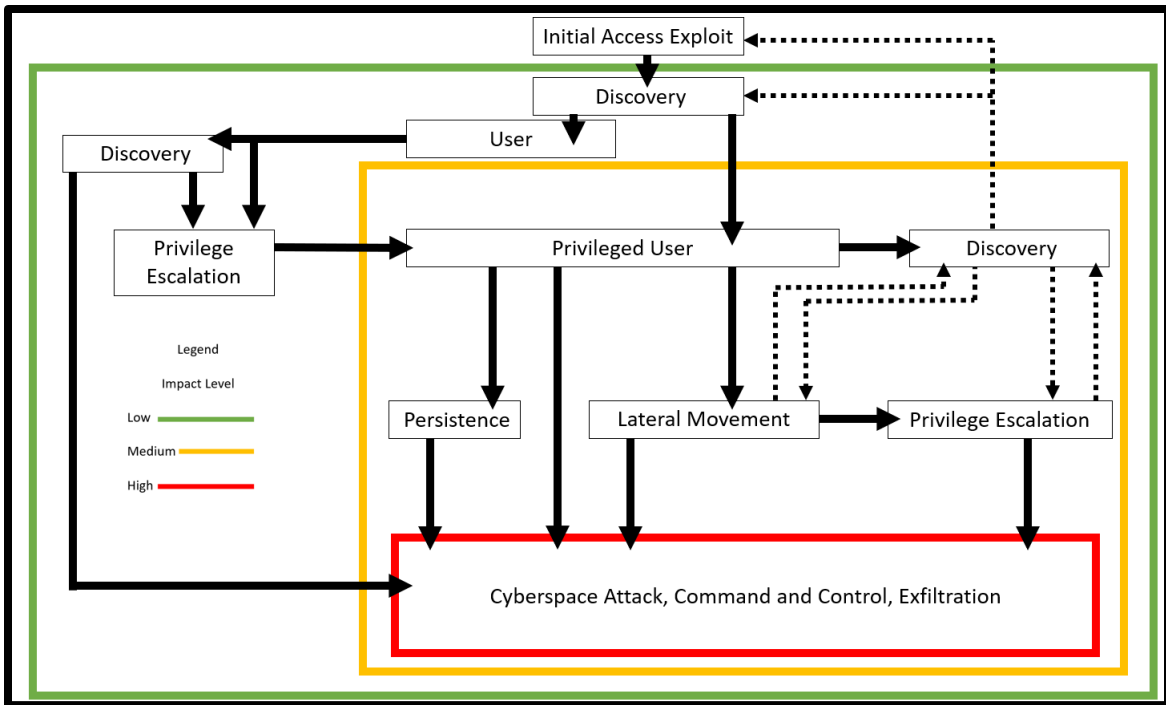 Initial Access Exploit
Discovery
User
Discovery
Privilege
Escalation
Privileged User
Discovery
Legend
Impact Level
Low
Medium
High
Persistence
Lateral Movement
Privilege Escalation
Cyberspace Attack, Command and Control, Exfiltration